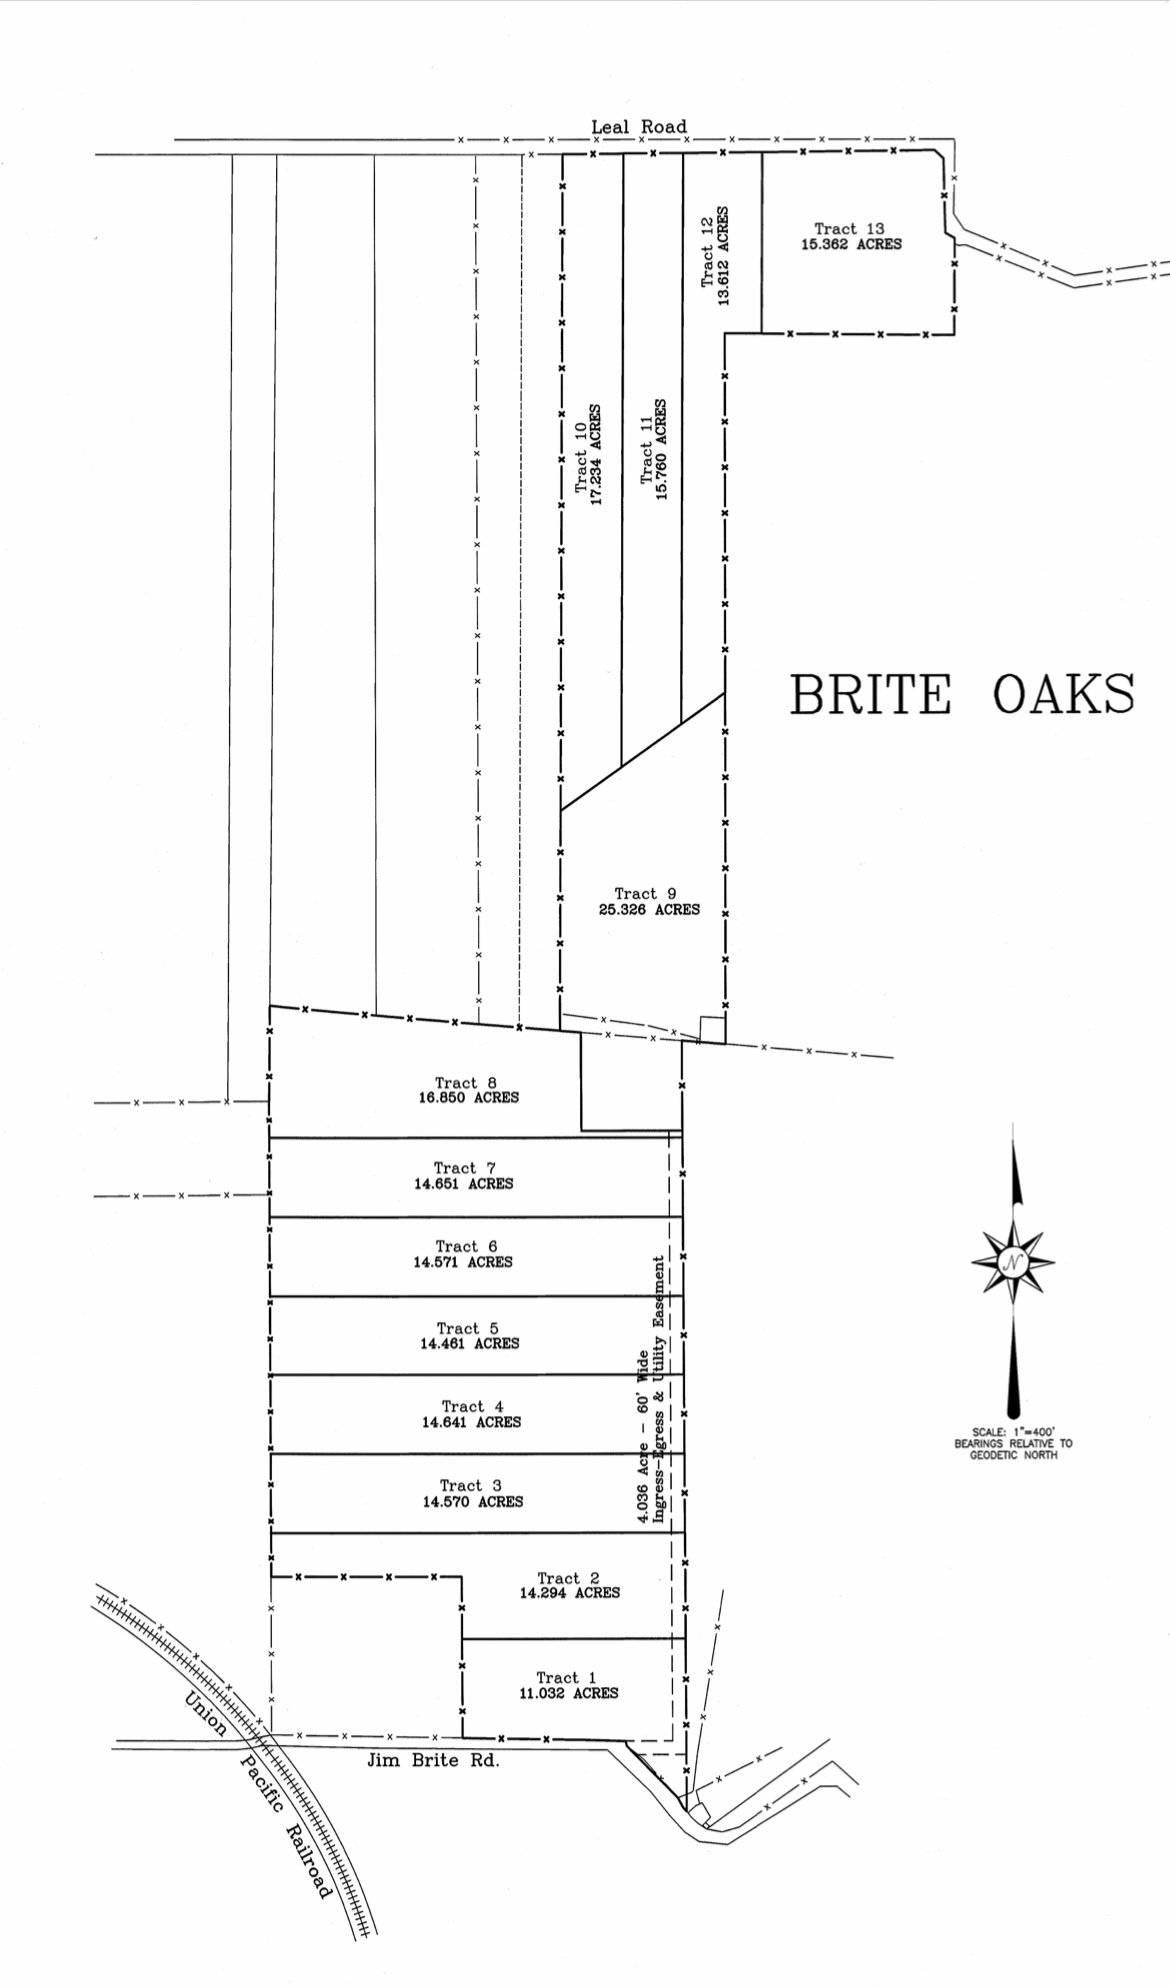 Leal Road
Tract 13
15.362 ACRES
Tract 12
13.612 ACRES
Tract 10
17.234 ACRES
Tract 11
15.760 ACRES
BRITE OAKS
Tract 9
25.326 ACRES
Tract 8
16.850 ACRES
Tract 7
14.651 ACRES
Tract 6
14.571 ACRES
Tract 5
14.461 ACRES
Tract 4
14.641 ACRES
Tract 3
14.570 ACRES
4.036 Acre - 60' Wide
Ingress-Egress & Utility Easement
N
SCALE: 1"=400'
BEARINGS RELATIVE TO
GEODETIC NORTH
Tract 2
14.294 ACRES
Tract 1
11.032 ACRES
Union Pacific Railroad
Jim Brite Rd.